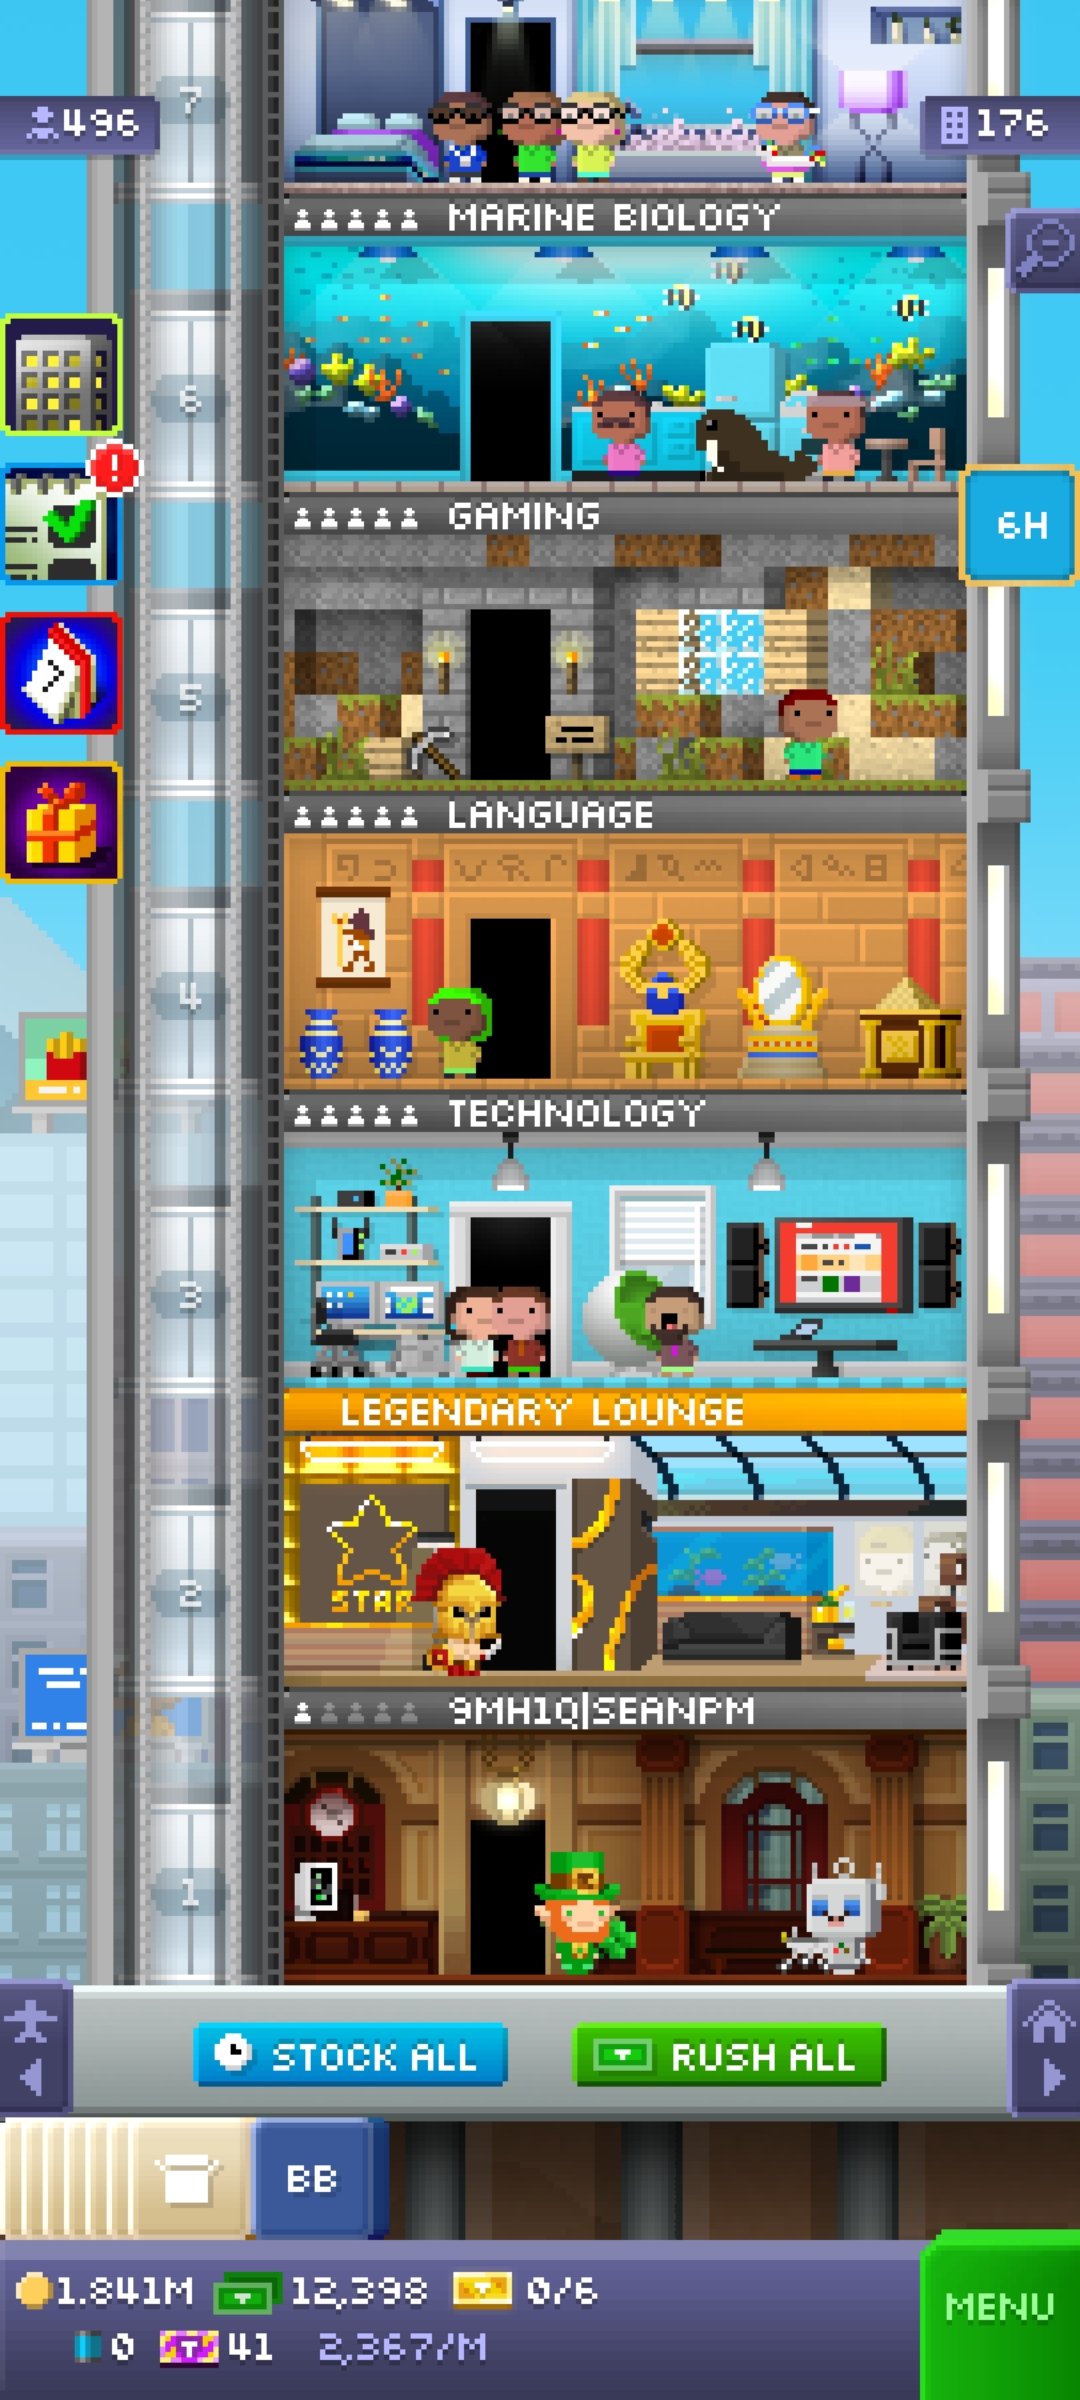 7
496
176
MARINE BIOLOGY
6
GAMING
6H
5
LANGUAGE
4
TECHNOLOGY
3
LEGENDARY LOUNGE
STAR
2
9MH1Q|SEANPM
1
STOCK ALL
RUSH ALL
BB
1.841M 12,398 0/6
0 41 2,367/M
MENU